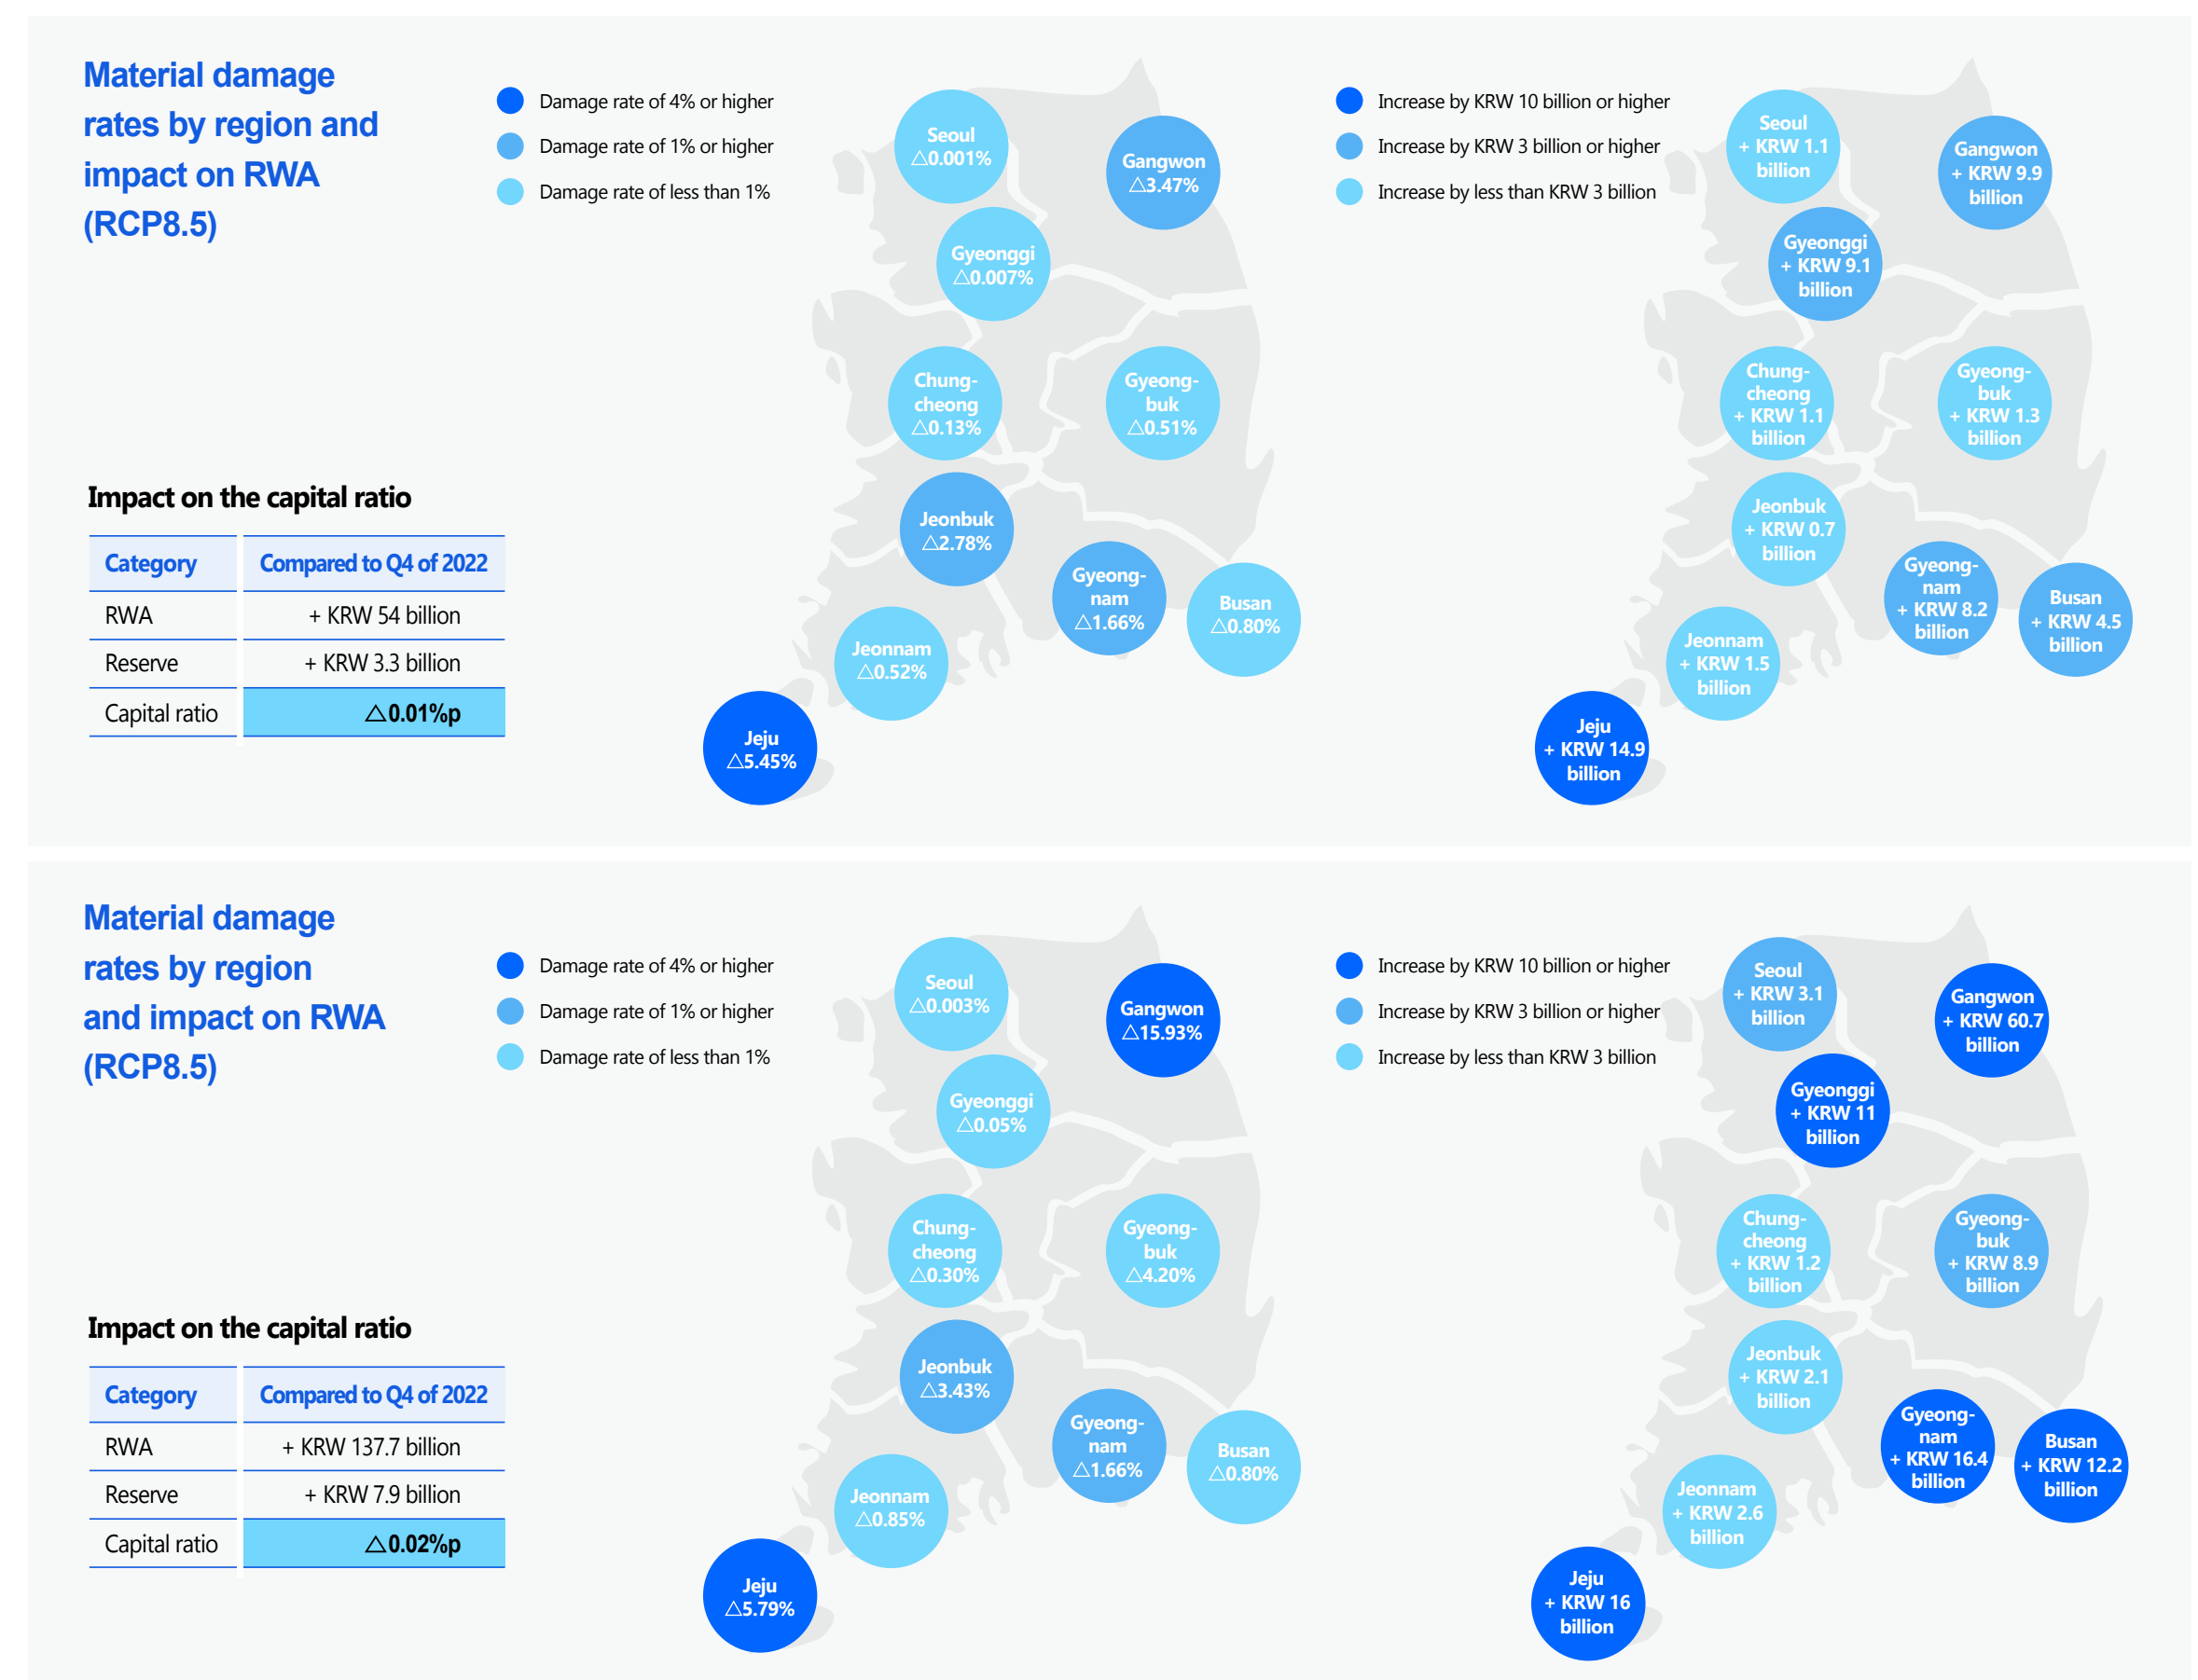 Material damage
rates by region and
impact on RWA
(RCP8.5)
Damage rate of 4% or higher
Damage rate of 1% or higher
Damage rate of less than 1%
Seoul
△0.001%
Gangwon
△3.47%
Gyeonggi
△0.007%
Chung-
cheong
△0.13%
Gyeong-
buk
△0.51%
Jeonbuk
△2.78%
Gyeong-
nam
△1.66%
Busan
△0.80%
Jeonnam
△0.52%
Jeju
△5.45%
Increase by KRW 10 billion or higher
Increase by KRW 3 billion or higher
Increase by less than KRW 3 billion
Seoul
+ KRW 1.1
billion
Gangwon
+ KRW 9.9
billion
Gyeonggi
+ KRW 9.1
billion
Chung-
cheong
+ KRW 1.1
billion
Gyeong-
buk
+ KRW 1.3
billion
Jeonbuk
+ KRW 0.7
billion
Gyeong-
nam
+ KRW 8.2
billion
Busan
+ KRW 4.5
billion
Jeonnam
+ KRW 1.5
billion
Jeju
+ KRW 14.9
billion
Impact on the capital ratio
Category Compared to Q4 of 2022
RWA + KRW 54 billion
Reserve + KRW 3.3 billion
Capital ratio △0.01%p
Material damage
rates by region
and impact on RWA
(RCP8.5)
Damage rate of 4% or higher
Damage rate of 1% or higher
Damage rate of less than 1%
Seoul
△0.003%
Gangwon
△15.93%
Gyeonggi
△0.05%
Chung-
cheong
△0.30%
Gyeong-
buk
△4.20%
Jeonbuk
△3.43%
Gyeong-
nam
△1.66%
Busan
△0.80%
Jeonnam
△0.85%
Jeju
△5.79%
Increase by KRW 10 billion or higher
Increase by KRW 3 billion or higher
Increase by less than KRW 3 billion
Seoul
+ KRW 3.1
billion
Gangwon
+ KRW 60.7
billion
Gyeonggi
+ KRW 11
billion
Chung-
cheong
+ KRW 1.2
billion
Gyeong-
buk
+ KRW 8.9
billion
Jeonbuk
+ KRW 2.1
billion
Gyeong-
nam
+ KRW 16.4
billion
Busan
+ KRW 12.2
billion
Jeonnam
+ KRW 2.6
billion
Jeju
+ KRW 16
billion
Impact on the capital ratio
Category Compared to Q4 of 2022
RWA + KRW 137.7 billion
Reserve + KRW 7.9 billion
Capital ratio △0.02%p